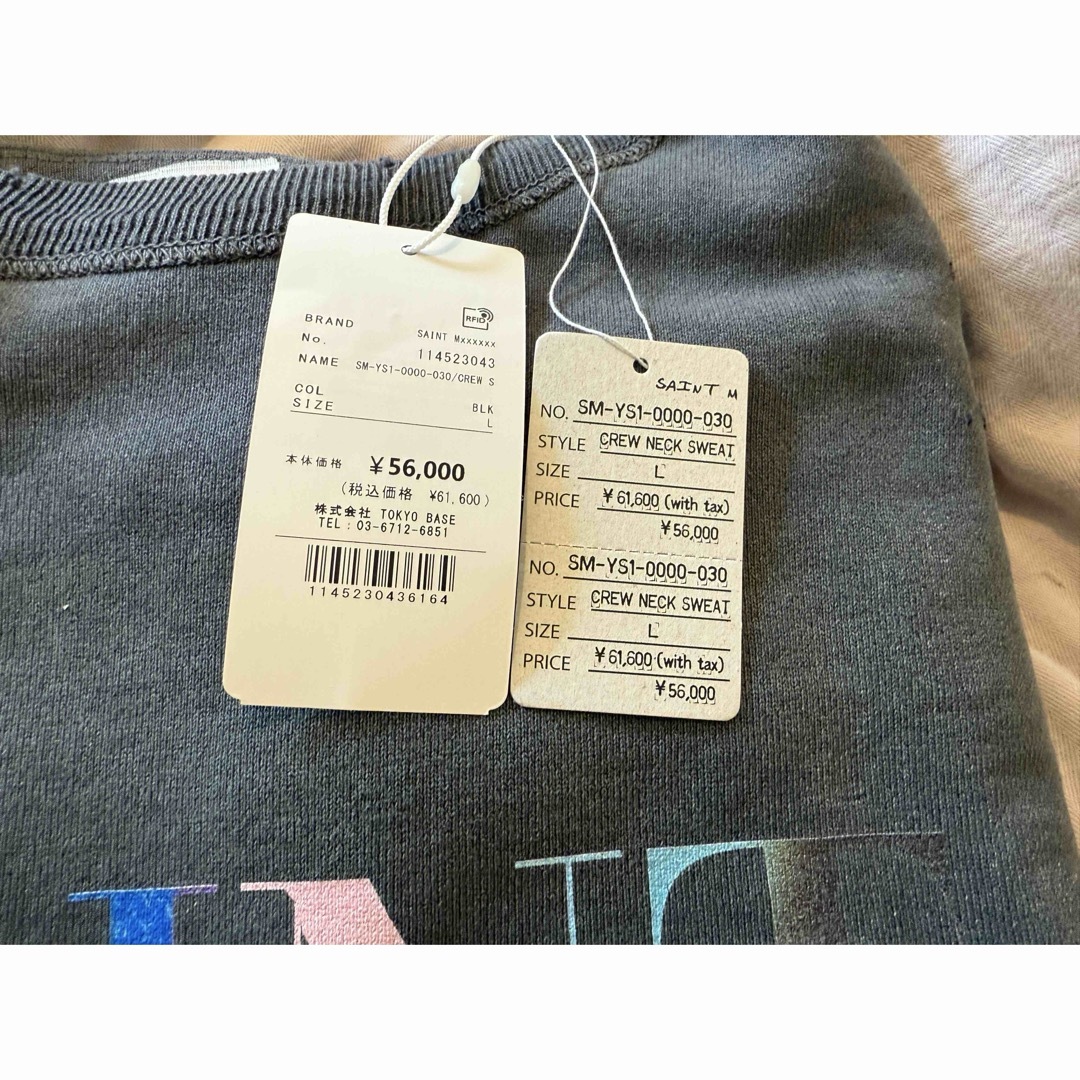 RFID
BRAND SAINT Mxxxxxx
No. 114523043
NAME SM-YS1-0000-030/CREW S
COL BLK
SIZE L
本体価格 ¥56,000
(税込価格 ¥61,600)
株式会社 TOKYO BASE
TEL:03-6712-6851
1145230436164
SAINT M
NO. SM-YS1-0000-030
STYLE CREW NECK SWEAT
SIZE L
PRICE ¥61,600(with tax)
¥56,000
NO. SM-YS1-0000-030
STYLE CREW NECK SWEAT
SIZE L
PRICE ¥61,600(with tax)
¥56,000
INT